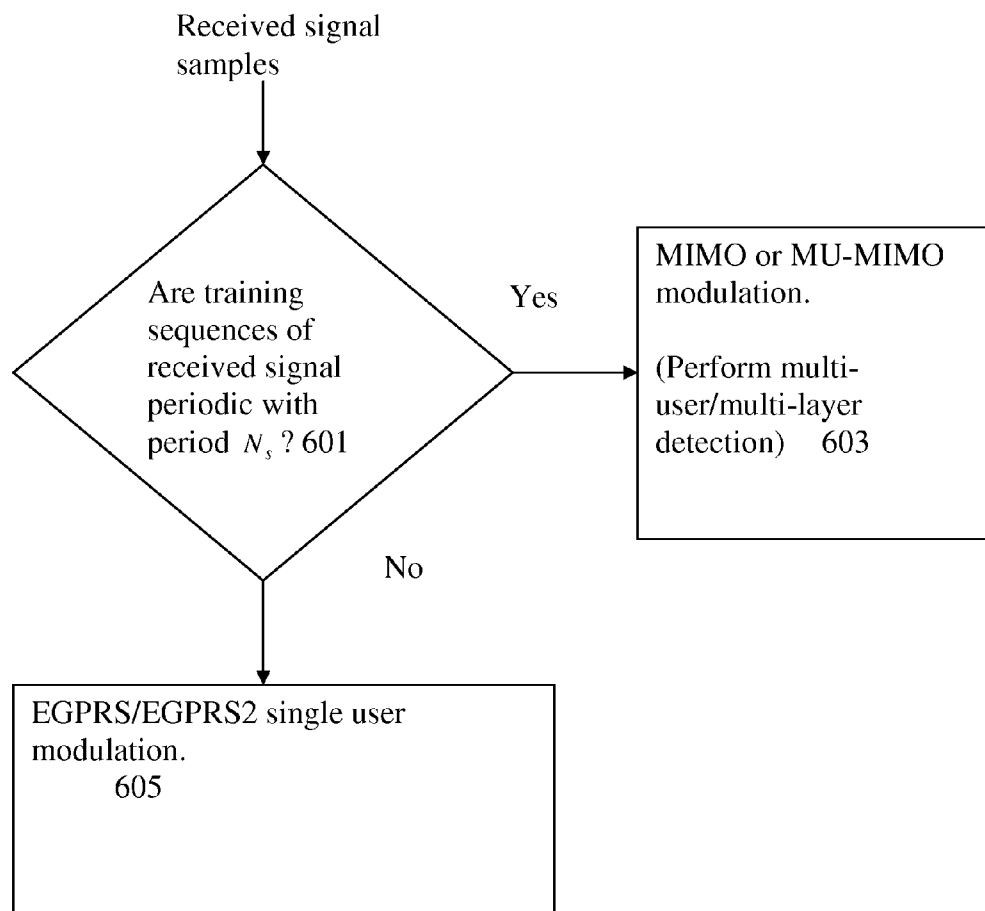 Received signal
samples
Are training
sequences of
received signal
periodic with
period N_s ? 601
Yes
MIMO or MU-MIMO
modulation.
(Perform multi-
user/multi-layer
detection) 603
No
EGPRS/EGPRS2 single user
modulation.
605